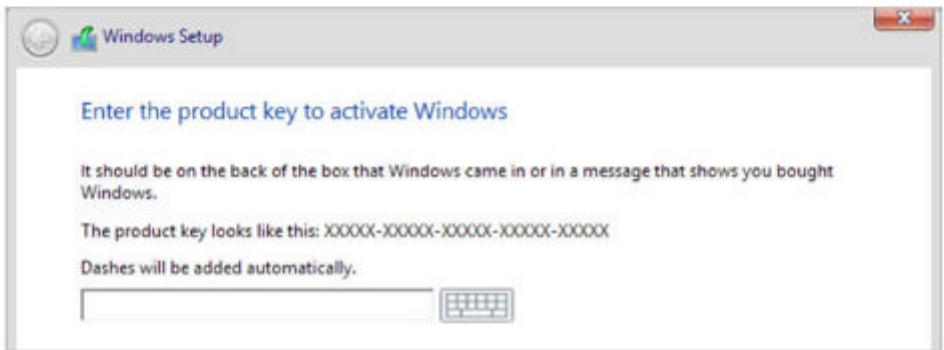 Windows Setup
Enter the product key to activate Windows
It should be on the back of the box that Windows came in or in a message that shows you bought
Windows.
The product key looks like this: XXXXX-XXXXX-XXXXX-XXXXX-XXXXX
Dashes will be added automatically.